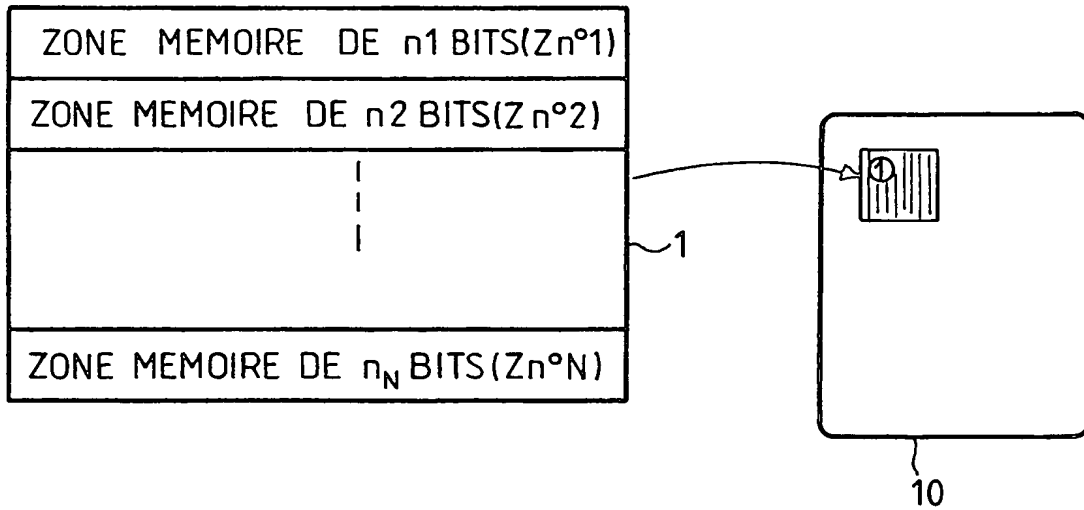 ZONE MEMOIRE DE n1 BITS(Zn°1)
ZONE MEMOIRE DE n2 BITS(Zn°2)
1
1
ZONE MEMOIRE DE nN BITS(Zn°N)
10